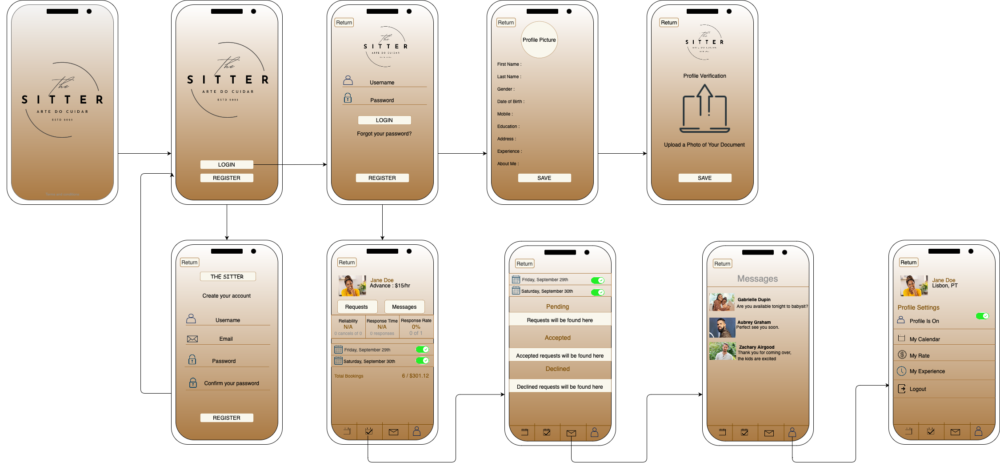 the
SITTER
ARTE DO CUIDAR
ESTD 2023
Terms and conditions
the
SITTER
ARTE DO CUIDAR
ESTD 2023
LOGIN
REGISTER
Return
the
SITTER
ARTE DO CUIDAR
ESTD 2023
Username
Password
LOGIN
Forgot your password?
REGISTER
Return
Profile Picture
First Name :
Last Name :
Gender :
Date of Birth :
Mobile :
Education :
Address :
Experience :
About Me :
SAVE
Return
the
SITTER
ARTE DO CUIDAR
ESTD 2023
Profile Verification
Upload a Photo of Your Document
SAVE
Return
THE SITTER
Create your account
Username
Email
Password
Confirm your password
REGISTER
Return
Jane Doe
Advance : $15/hr
Requests Messages
Reliability Response Time Response Rate
N/A N/A 0%
0 cancels of 0 0 responses 0 of 1
Friday, September 29th
Saturday, September 30th
Total Bookings 6 / $301.12
Return
Friday, September 29th
Saturday, September 30th
Pending
Requests will be found here
Accepted
Accepted requests will be found here
Declined
Declined requests will be found here
Return
Messages
Gabrielle Dupin
Are you available tonight to babysit?
Aubrey Graham
Perfect see you soon.
Zachary Airgood
Thank you for coming over,
the kids are excited
Return
Jane Doe
Lisbon, PT
Profile Settings
Profile Is On
My Calendar
My Rate
My Experience
Logout